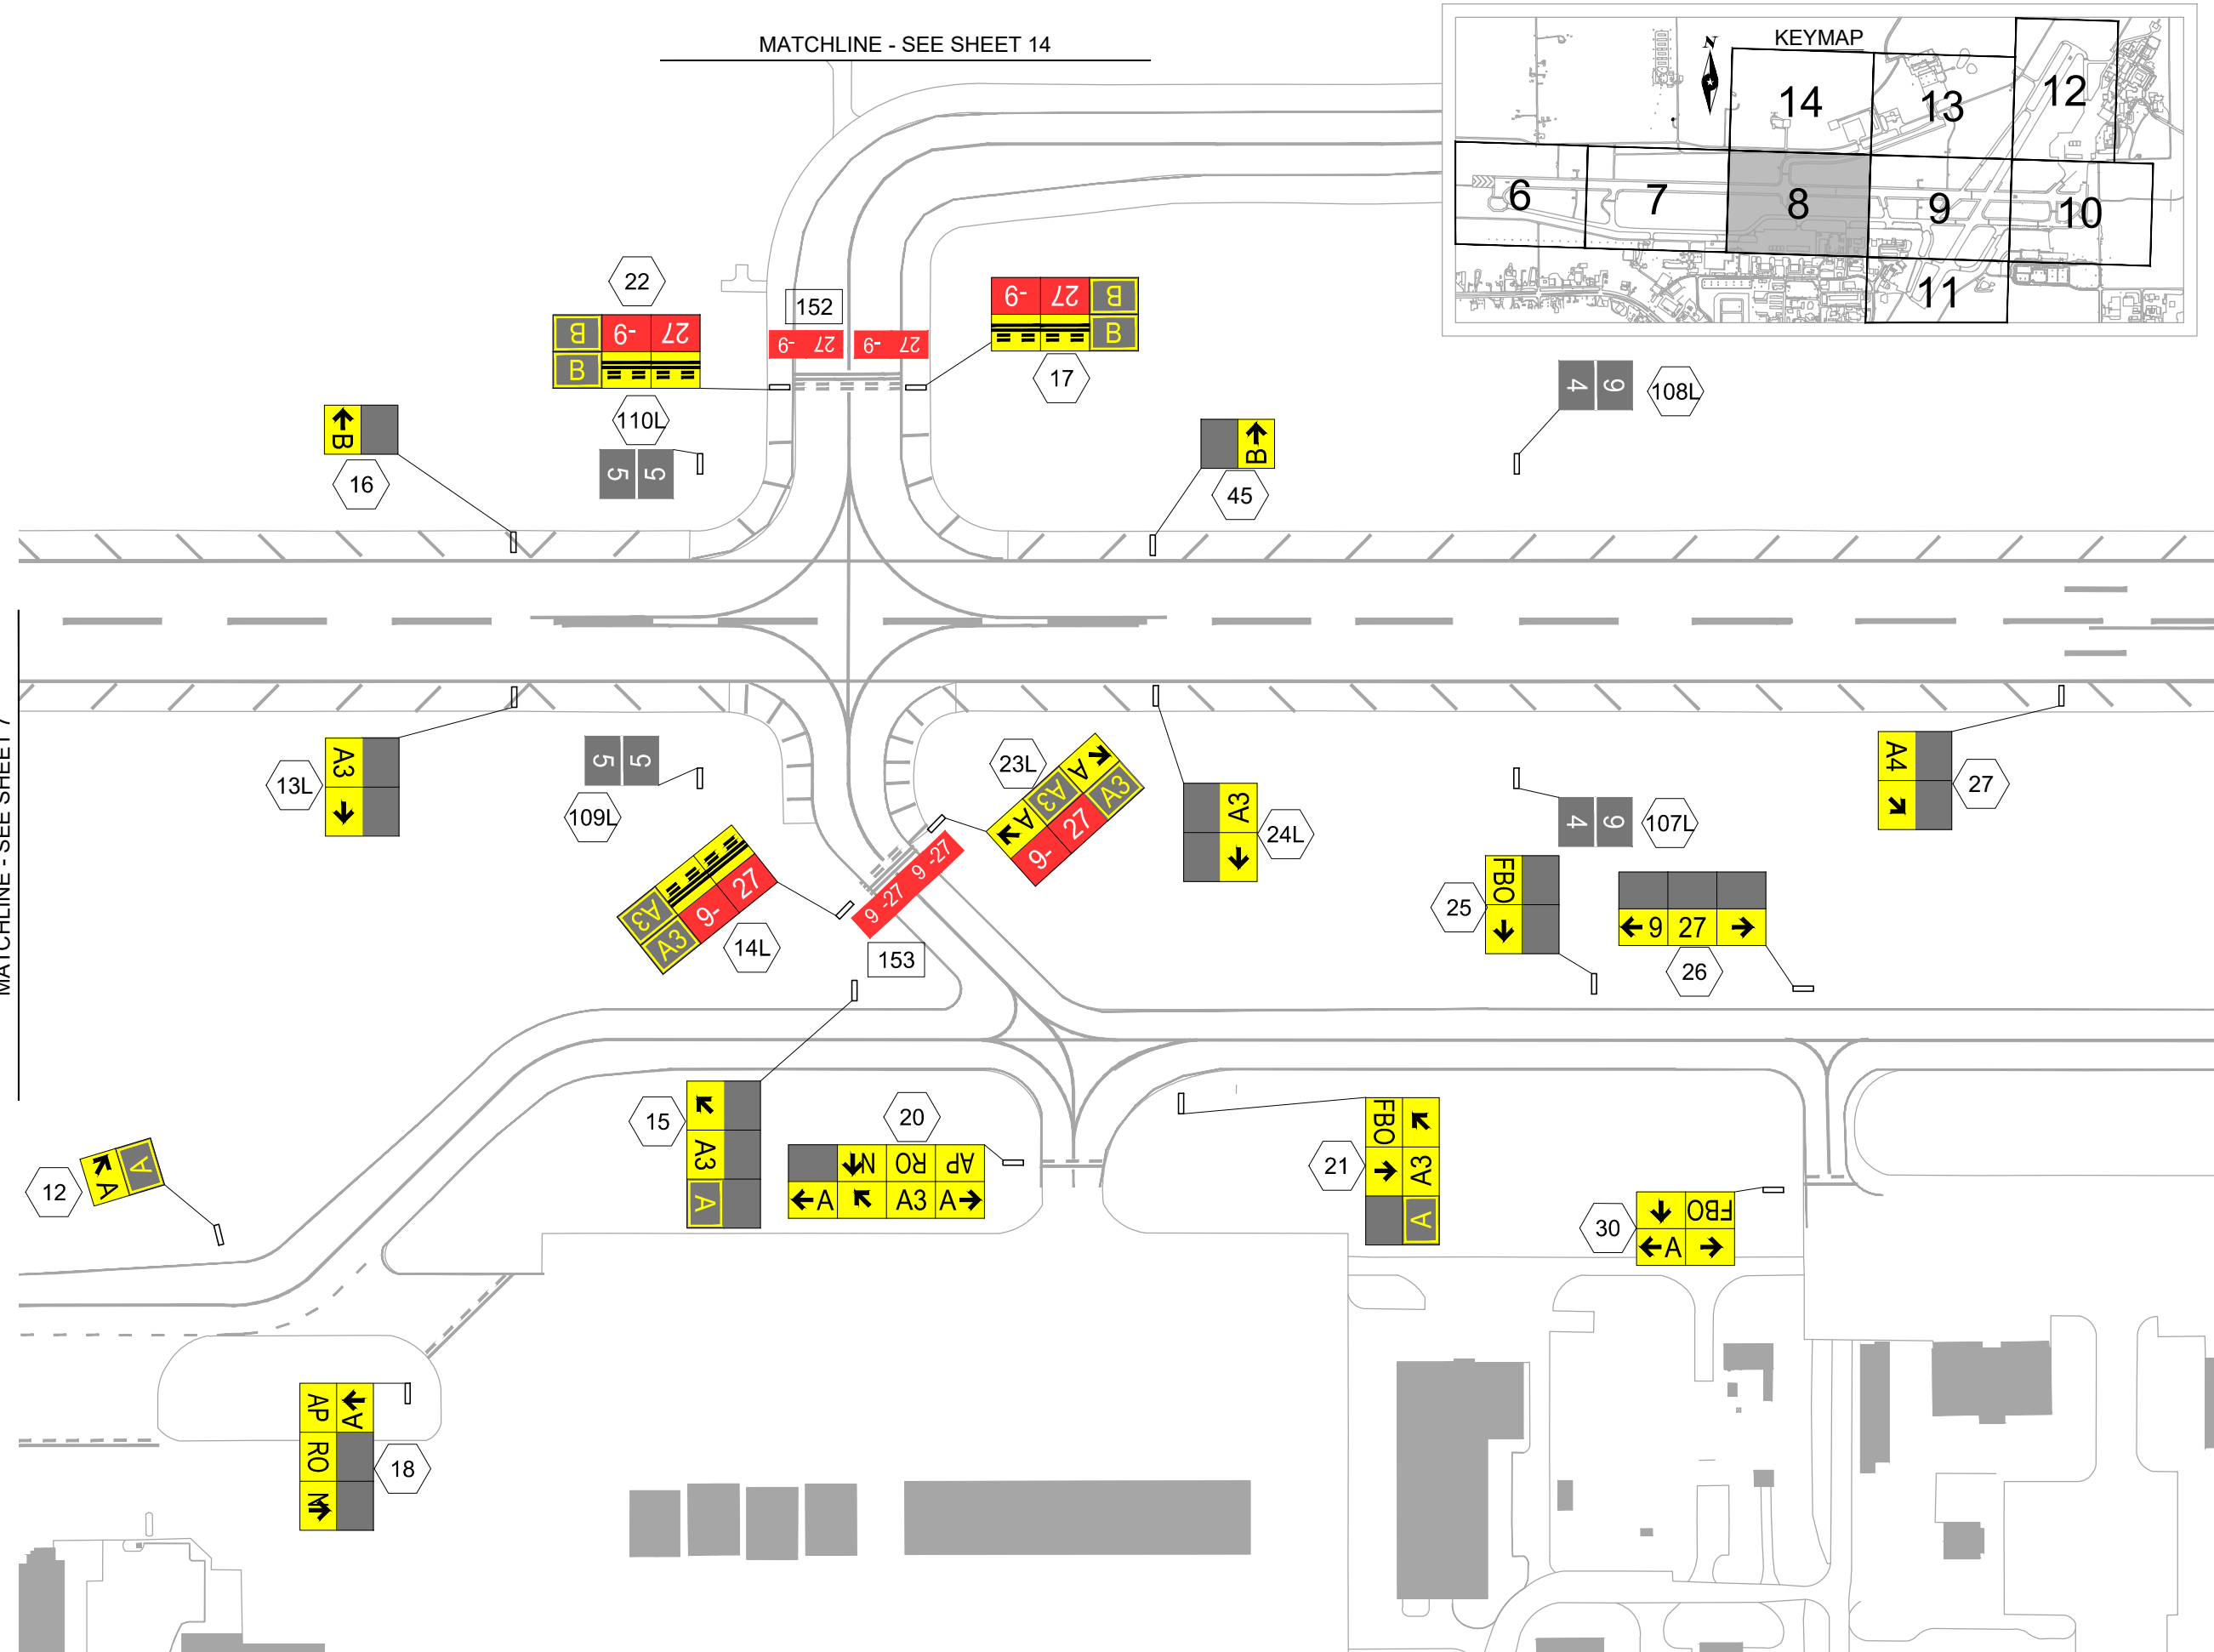 MATCHLINE - SEE SHEET 14
KEYMAP
N
14
13
12
6
7
8
9
10
11
22
152
B 9- 27
B
9- 27
9- 27
9- 27 B
B
17
110L
5 5
B
16
B
45
4 9
108L
MATCHLINE - SEE SHEET 7
13L
A3
5 5
109L
23L
A A3 A
9- 27 A3
A3
24L
A4
27
4 9
107L
A3
A3 9- 27
14L
9 -27 9 -27
153
25
FBO
9 27
26
15
A3
A
20
RO AP
A A3 A
21
FBO
A3
A
12
A
A
30
FBO
A
18
AP RO
A